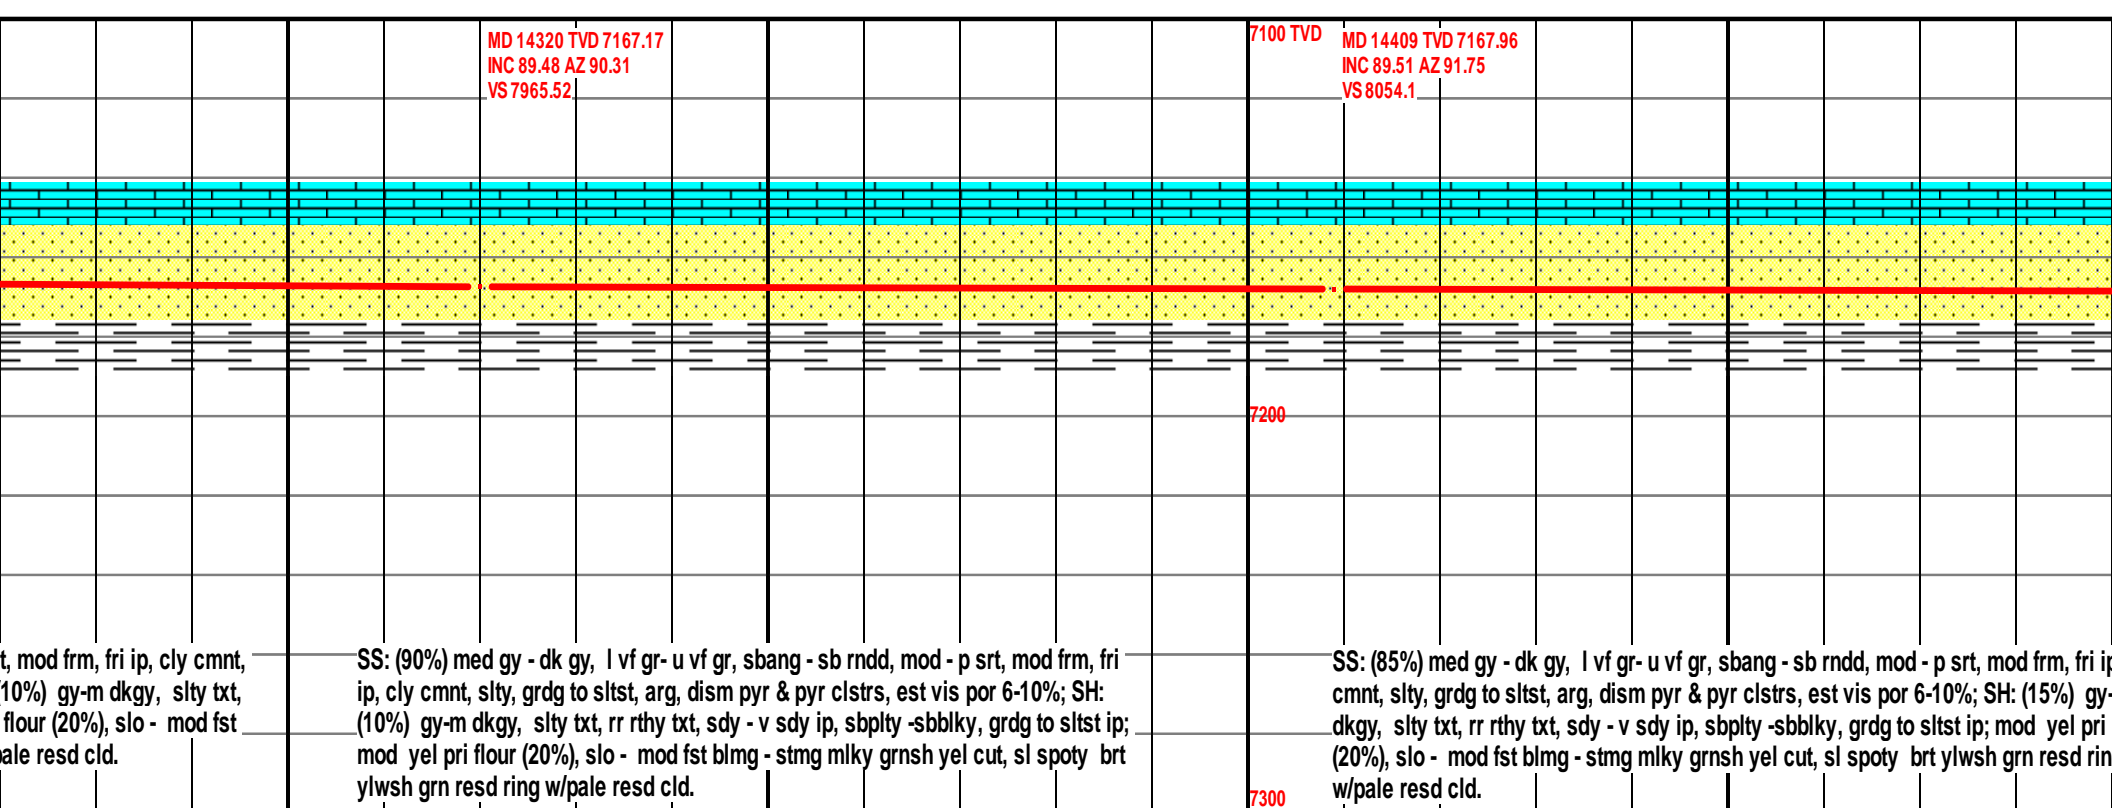 MD 14320 TVD 7167.17
INC 89.48 AZ 90.31
VS 7965.52
7100 TVD
MD 14409 TVD 7167.96
INC 89.51 AZ 91.75
VS 8054.1
7200
t, mod frm, fri ip, cly cmnt,
10%) gy-m dkgy, slty txt,
flour (20%), slo - mod fst
pale resd cld.
SS: (90%) med gy - dk gy, l vf gr- u vf gr, sbang - sb rndd, mod - p srt, mod frm, fri
ip, cly cmnt, slty, grdg to sltst, arg, dism pyr & pyr clstrs, est vis por 6-10%; SH:
(10%) gy-m dkgy, slty txt, rr rthy txt, sdy - v sdy ip, sbplty -sbblky, grdg to sltst ip;
mod yel pri flour (20%), slo - mod fst blmg - stmg mlky grnsh yel cut, sl spoty brt
ylwsh grn resd ring w/pale resd cld.
SS: (85%) med gy - dk gy, l vf gr- u vf gr, sbang - sb rndd, mod - p srt, mod frm, fri ip
cmnt, slty, grdg to sltst, arg, dism pyr & pyr clstrs, est vis por 6-10%; SH: (15%) gy-
dkgy, slty txt, rr rthy txt, sdy - v sdy ip, sbplty -sbblky, grdg to sltst ip; mod yel pri
(20%), slo - mod fst blmg - stmg mlky grnsh yel cut, sl spoty brt ylwsh grn resd rin
w/pale resd cld.
7300